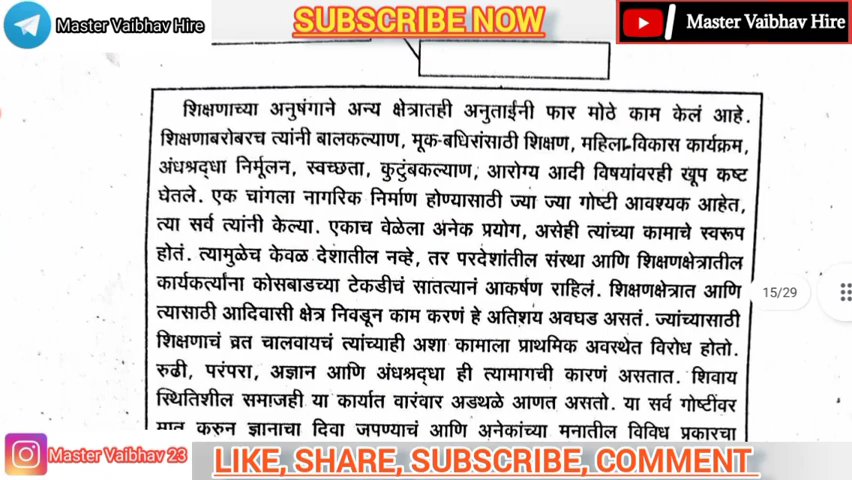 Master Vaibhav Hire
SUBSCRIBE NOW
Master Vaibhav Hire
शिक्षणाच्या अनुषंगाने अन्य क्षेत्रातही अनुताईंनी फार मोठे काम केलं आहे.
शिक्षणाबरोबरच त्यांनी बालकल्याण, मूक-बधिरांसाठी शिक्षण, महिला-विकास कार्यक्रम,
अंधश्रद्धा निर्मूलन, स्वच्छता, कुटुंबकल्याण, आरोग्य आदी विषयांवरही खूप कष्ट
घेतले. एक चांगला नागरिक निर्माण होण्यासाठी ज्या ज्या गोष्टी आवश्यक आहेत,
त्या सर्व त्यांनी केल्या. एकाच वेळेला अनेक प्रयोग, असेही त्यांच्या कामाचे स्वरूप
होतं. त्यामुळेच केवळ देशातील नव्हे, तर परदेशांतील संस्था आणि शिक्षणक्षेत्रातील
कार्यकर्त्यांना कोसबाडच्या टेकडीचं सातत्यानं आकर्षण राहिलं. शिक्षणक्षेत्रात आणि
15/29
त्यासाठी आदिवासी क्षेत्र निवडून काम करणं हे अतिशय अवघड असतं. ज्यांच्यासाठी
शिक्षणाचं व्रत चालवायचं त्यांच्याही अशा कामाला प्राथमिक अवस्थेत विरोध होतो.
रुढी, परंपरा, अज्ञान आणि अंधश्रद्धा ही त्यामागची कारणं असतात. शिवाय
स्थितिशील समाजही या कार्यात वारंवार अडथळे आणत असतो. या सर्व गोष्टींवर
मात करुन ज्ञानाचा दिवा जपण्याचं आणि अनेकांच्या मनातील विविध प्रकारचा
Master Vaibhav 23
LIKE, SHARE, SUBSCRIBE, COMMENT